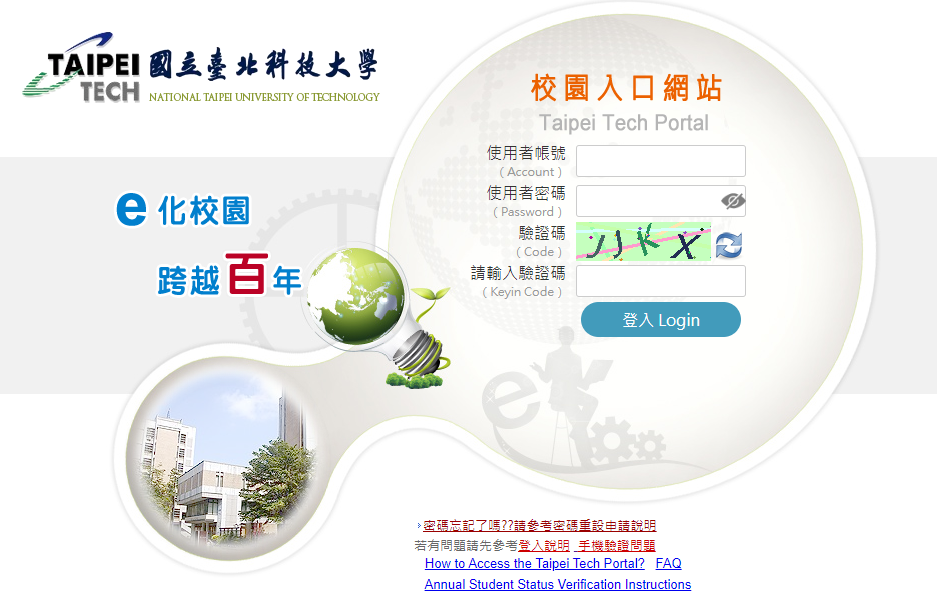 TAIPEI
TECH
國立臺北科技大學
NATIONAL TAIPEI UNIVERSITY OF TECHNOLOGY
e化校園
跨越百年
校園入口網站
Taipei Tech Portal
使用者帳號
( Account )
使用者密碼
( Password )
驗證碼
( Code )
請輸入驗證碼
( Keyin Code )
登入 Login
密碼忘記了嗎??請參考密碼重設申請說明
若有問題請先參考登入說明 手機驗證問題
How to Access the Taipei Tech Portal? FAQ
Annual Student Status Verification Instructions